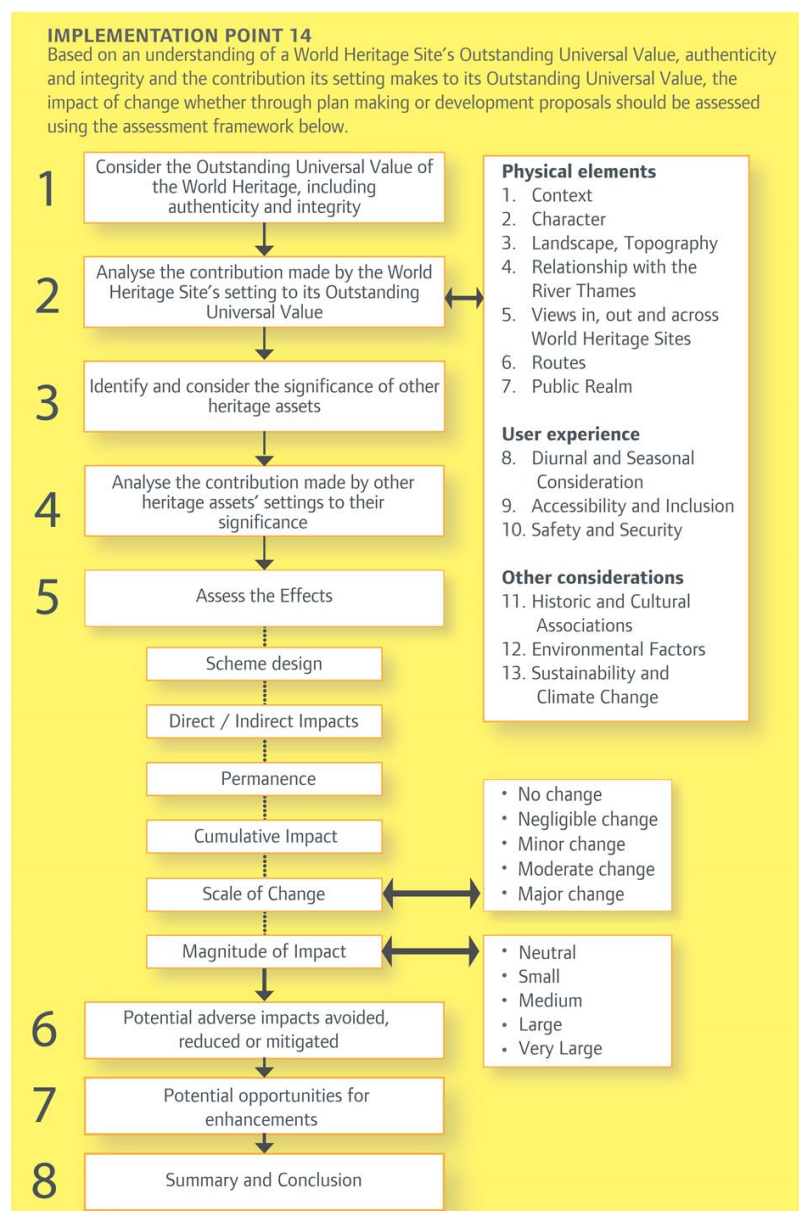 IMPLEMENTATION POINT 14
Based on an understanding of a World Heritage Site's Outstanding Universal Value, authenticity
and integrity and the contribution its setting makes to its Outstanding Universal Value, the
impact of change whether through plan making or development proposals should be assessed
using the assessment framework below.
1
Consider the Outstanding Universal Value of
the World Heritage, including
authenticity and integrity
2
Analyse the contribution made by the World
Heritage Site's setting to its Outstanding
Universal Value
Physical elements
1. Context
2. Character
3. Landscape, Topography
4. Relationship with the
River Thames
5. Views in, out and across
World Heritage Sites
6. Routes
7. Public Realm
User experience
8. Diurnal and Seasonal
Consideration
9. Accessibility and Inclusion
10. Safety and Security
Other considerations
11. Historic and Cultural
Associations
12. Environmental Factors
13. Sustainability and
Climate Change
3
Identify and consider the significance of other
heritage assets
4
Analyse the contribution made by other
heritage assets' settings to their
significance
5
Assess the Effects
Scheme design
Direct / Indirect Impacts
Permanence
Cumulative Impact
Scale of Change
• No change
• Negligible change
• Minor change
• Moderate change
• Major change
Magnitude of Impact
• Neutral
• Small
• Medium
• Large
• Very Large
6
Potential adverse impacts avoided,
reduced or mitigated
7
Potential opportunities for
enhancements
8
Summary and Conclusion